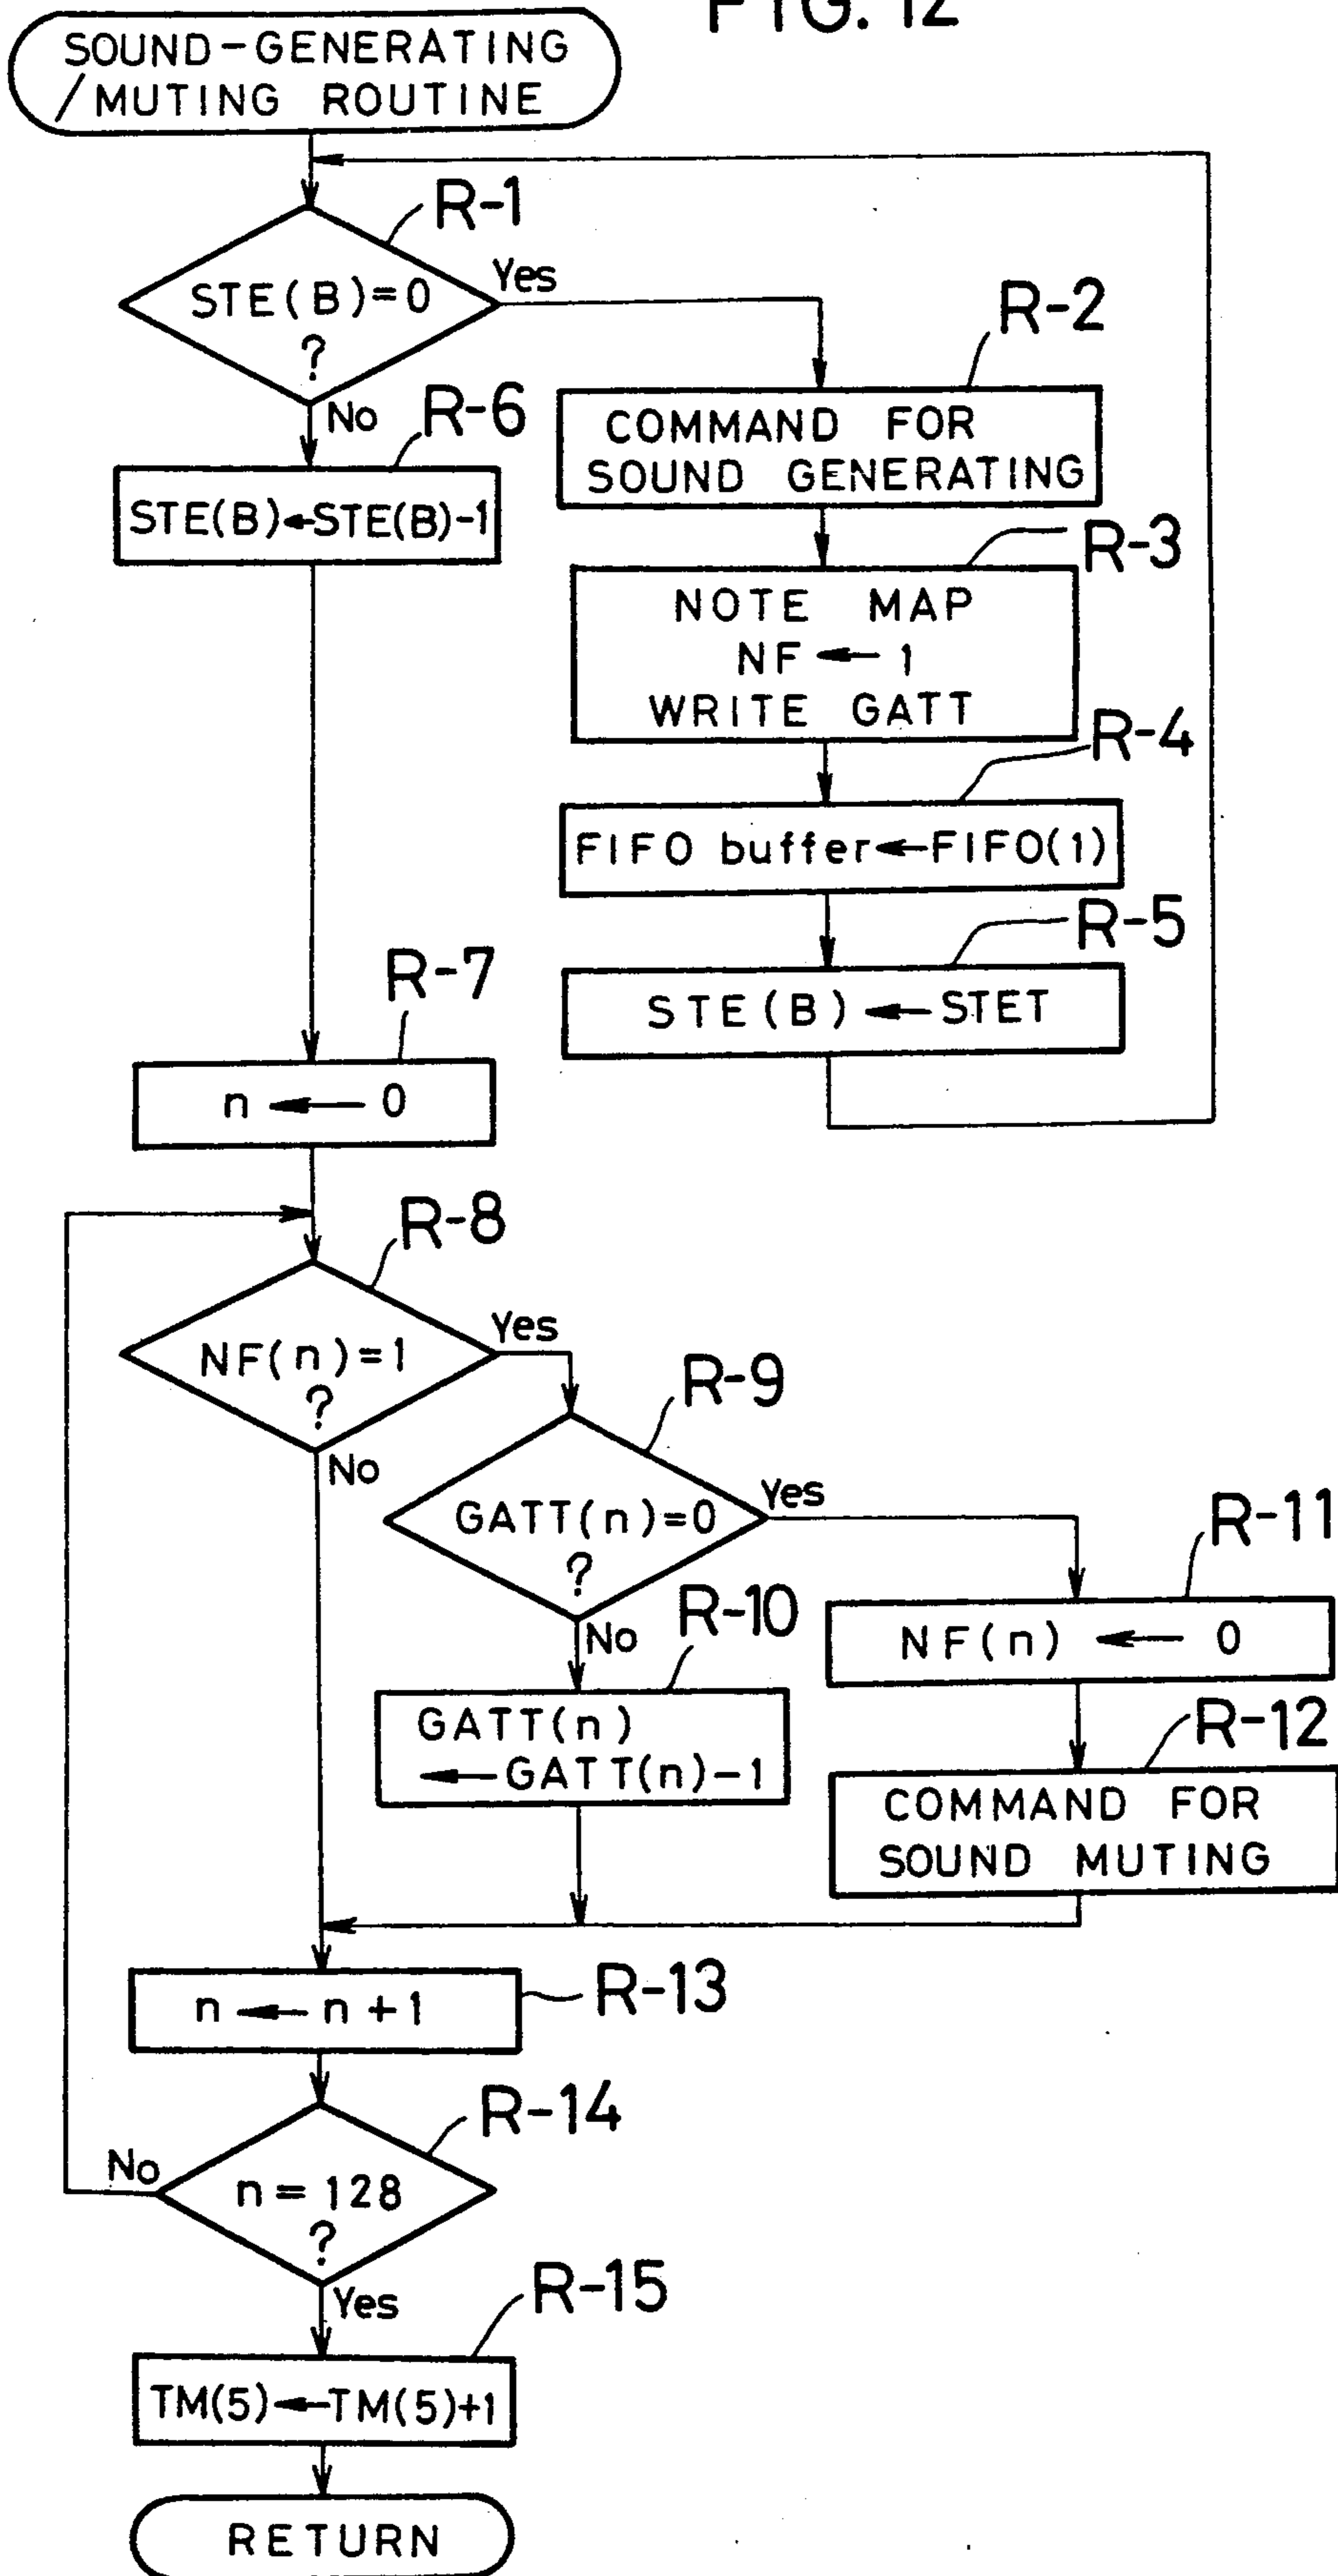 FIG. 12
SOUND-GENERATING
/MUTING ROUTINE
R-1
STE(B)=0
?
Yes
No
R-2
COMMAND FOR
SOUND GENERATING
R-6
STE(B)←STE(B)-1
R-3
NOTE MAP
NF ← 1
WRITE GATT
R-4
FIFO buffer←FIFO(1)
R-5
STE(B) ← STET
R-7
n ← 0
R-8
NF(n)=1
?
Yes
No
R-9
GATT(n)=0
?
Yes
No
R-10
GATT(n)
←GATT(n)-1
R-11
NF(n) ← 0
R-12
COMMAND FOR
SOUND MUTING
R-13
n ← n+1
R-14
n=128
?
No
Yes
R-15
TM(5)←TM(5)+1
RETURN